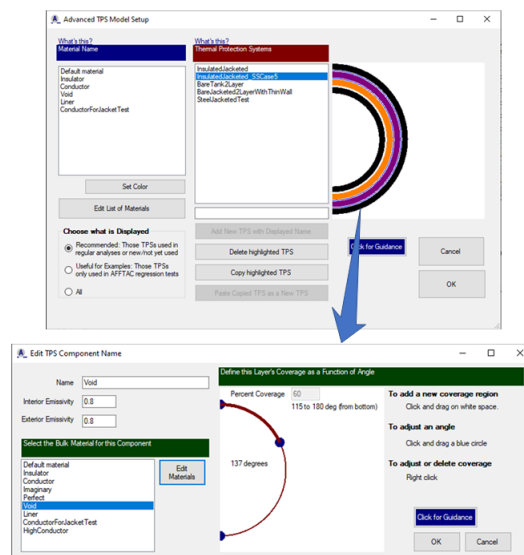 Advanced TPS Model Setup
What's this?
Material Name
Default material
Insulator
Conductor
Void
Liner
ConductorForJacketTest
Set Color
Edit List of Materials
Choose what is Displayed
Recommended: Those TPSs used in
regular analyses or new/not yet used
Useful for Examples: Those TPSs
only used in AFFTAC regression tests
All
What's this?
Thermal Protection Systems
InsulatedJacketed
InsulatedJacketed_SSCase5
BareTank2Layer
BareJacketed2LayerWithThinWall
SteelJacketedTest
Add New TPS with Displayed Name
Delete highlighted TPS
Copy highlighted TPS
Paste Copied TPS as a New TPS
Click for Guidance
Cancel
OK
Edit TPS Component Name
Name
Void
Interior Emissivity
0.8
Exterior Emissivity
0.8
Select the Bulk Material for this Component
Default material
Insulator
Conductor
Imaginary
Perfect
Void
Liner
ConductorForJacketTest
HighConductor
Edit
Materials
Define this Layer's Coverage as a Function of Angle
Percent Coverage
60
115 to 180 deg (from bottom)
137 degrees
To add a new coverage region
Click and drag on white space.
To adjust an angle
Click and drag a blue circle
To adjust or delete coverage
Right click
Click for Guidance
OK
Cancel